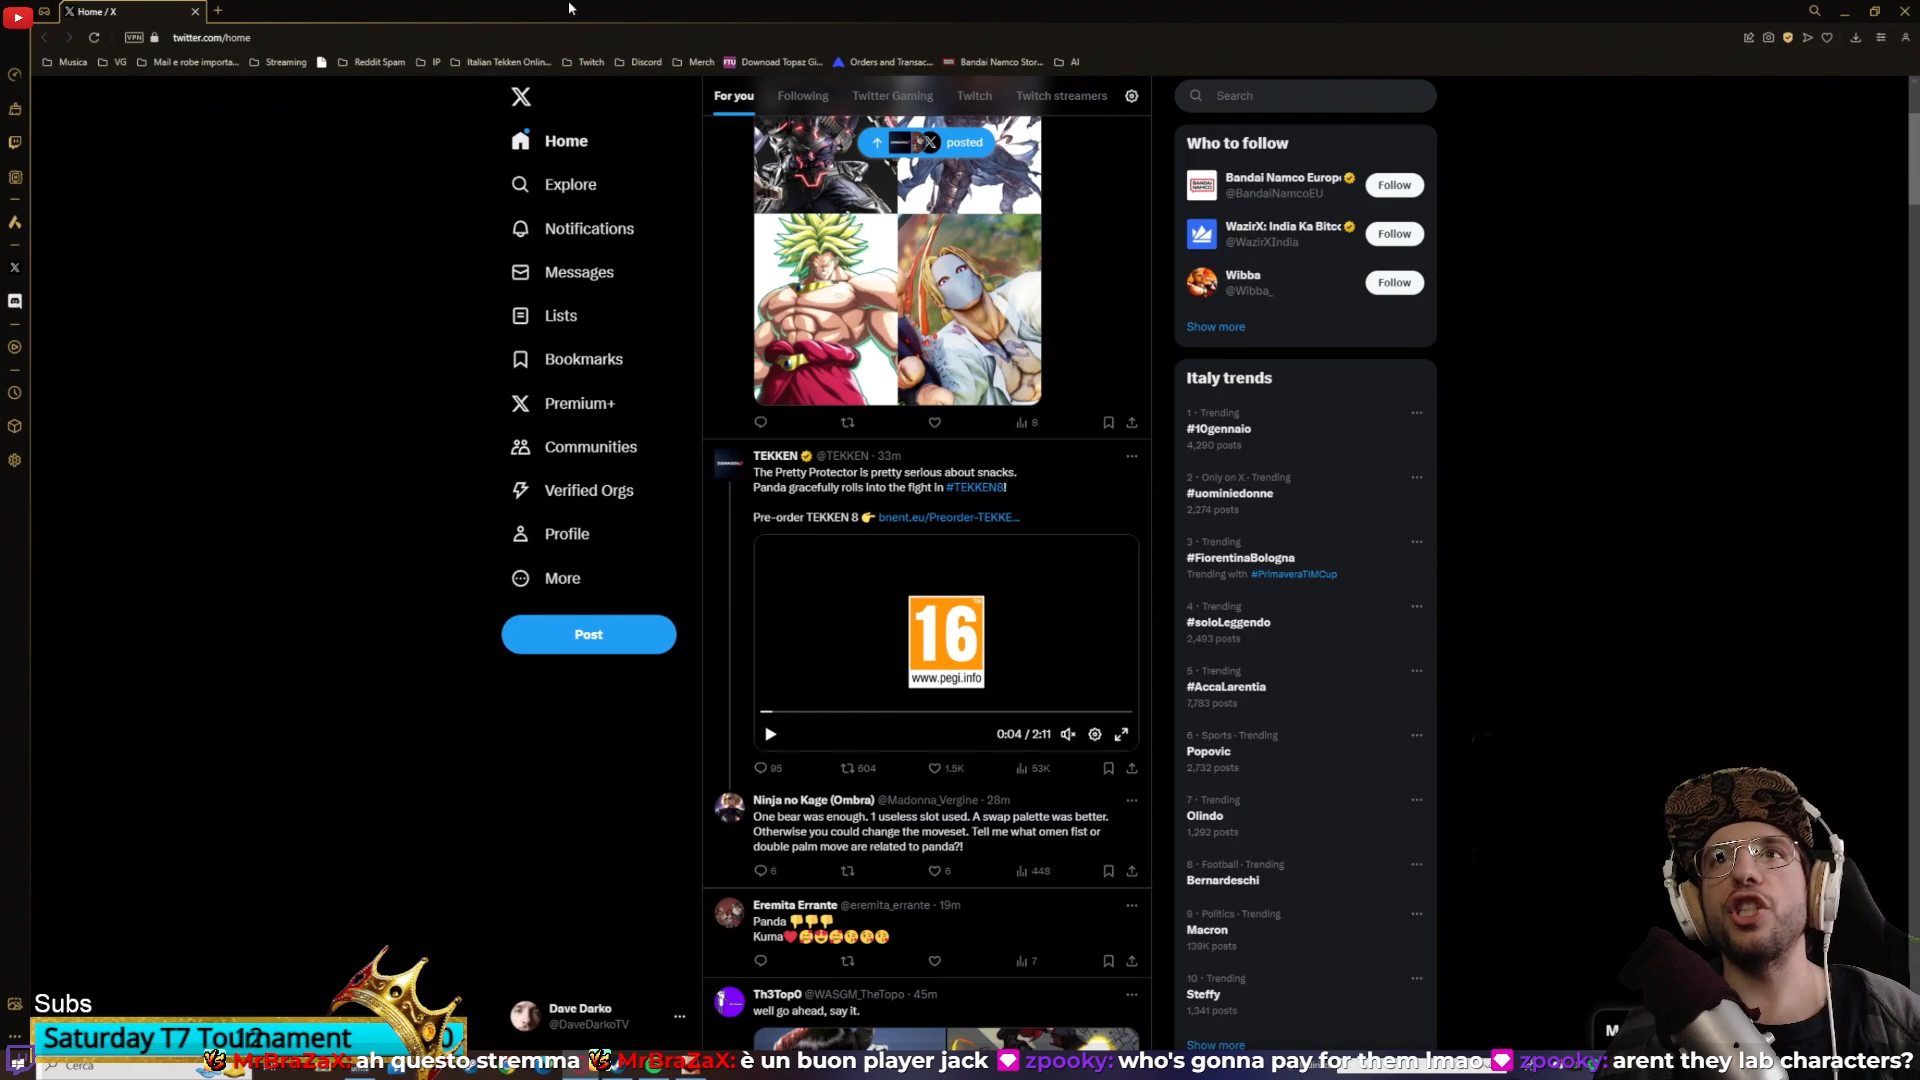 Home / X
VPN
twitter.com/home
Musica
VG
Mail e robe importa...
Streaming
Reddit Spam
IP
Italian Tekken Onlin...
Twitch
Discord
Merch
FTU
Downoad Topaz Gi...
Orders and Transac...
Bandai Namco Stor...
AI
Home
Explore
Notifications
Messages
Lists
Bookmarks
Premium+
Communities
Verified Orgs
Profile
More
Post
Dave Darko
@DaveDarkoTV
For you
Following
Twitter Gaming
Twitch
Twitch streamers
posted
8
TEKKEN @TEKKEN · 33m
The Pretty Protector is pretty serious about snacks.
Panda gracefully rolls into the fight in #TEKKEN8!
Pre-order TEKKEN 8 👉 bnent.eu/Preorder-TEKKE...
16
www.pegi.info
0:04 / 2:11
95
604
1.5K
53K
Ninja no Kage (Ombra) @Madonna_Vergine · 28m
One bear was enough. 1 useless slot used. A swap palette was better.
Otherwise you could change the moveset. Tell me what omen fist or
double palm move are related to panda?!
6
6
448
Eremita Errante @eremita_errante · 19m
Panda 👎👎👎
Kuma❤️🥰😍🥰😘😘😘
7
Th3Top0 @WASGM_TheTopo · 45m
well go ahead, say it.
Search
Who to follow
Bandai Namco Europ
@BandaiNamcoEU
Follow
WazirX: India Ka Bitc
@WazirXIndia
Follow
Wibba
@Wibba_
Follow
Show more
Italy trends
1 · Trending
#10gennaio
4,290 posts
2 · Only on X · Trending
#uominiedonne
2,274 posts
3 · Trending
#FiorentinaBologna
Trending with #PrimaveraTIMCup
4 · Trending
#soloLeggendo
2,493 posts
5 · Trending
#AccaLarentia
7,783 posts
6 · Sports · Trending
Popovic
2,732 posts
7 · Trending
Olindo
1,292 posts
8 · Football · Trending
Bernardeschi
9 · Politics · Trending
Macron
139K posts
10 · Trending
Steffy
1,341 posts
Show more
Subs
Saturday T7 Tournament
12
Cerca
MrBraZaX: ah questo stremma MrBraZaX: è un buon player jack zpooky: who's gonna pay for them lmao zpooky: arent they lab characters?